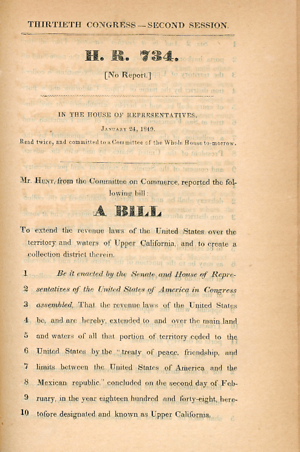 THIRTIETH CONGRESS—SECOND SESSION.
H. R. 734.
[No Report.]
IN THE HOUSE OF REPRESENTATIVES.
January 24, 1849.
Read twice, and committed to a Committee of the Whole House to-morrow.
Mr. Hunt, from the Committee on Commerce, reported the fol-
lowing bill
A BILL
To extend the revenue laws of the United States over the
territory and waters of Upper California, and to create a
collection district therein.
1 Be it enacted by the Senate and House of Repre-
2 sentatives of the United States of America in Congress
3 assembled, That the revenue laws of the United States
4 be, and are hereby, extended to and over the main land
5 and waters of all that portion of territory ceded to the
6 United States by the "treaty of peace, friendship, and
7 limits between the United States of America and the
8 Mexican republic," concluded on the second day of Feb-
9 ruary, in the year eighteen hundred and forty-eight, here-
10 tofore designated and known as Upper California.